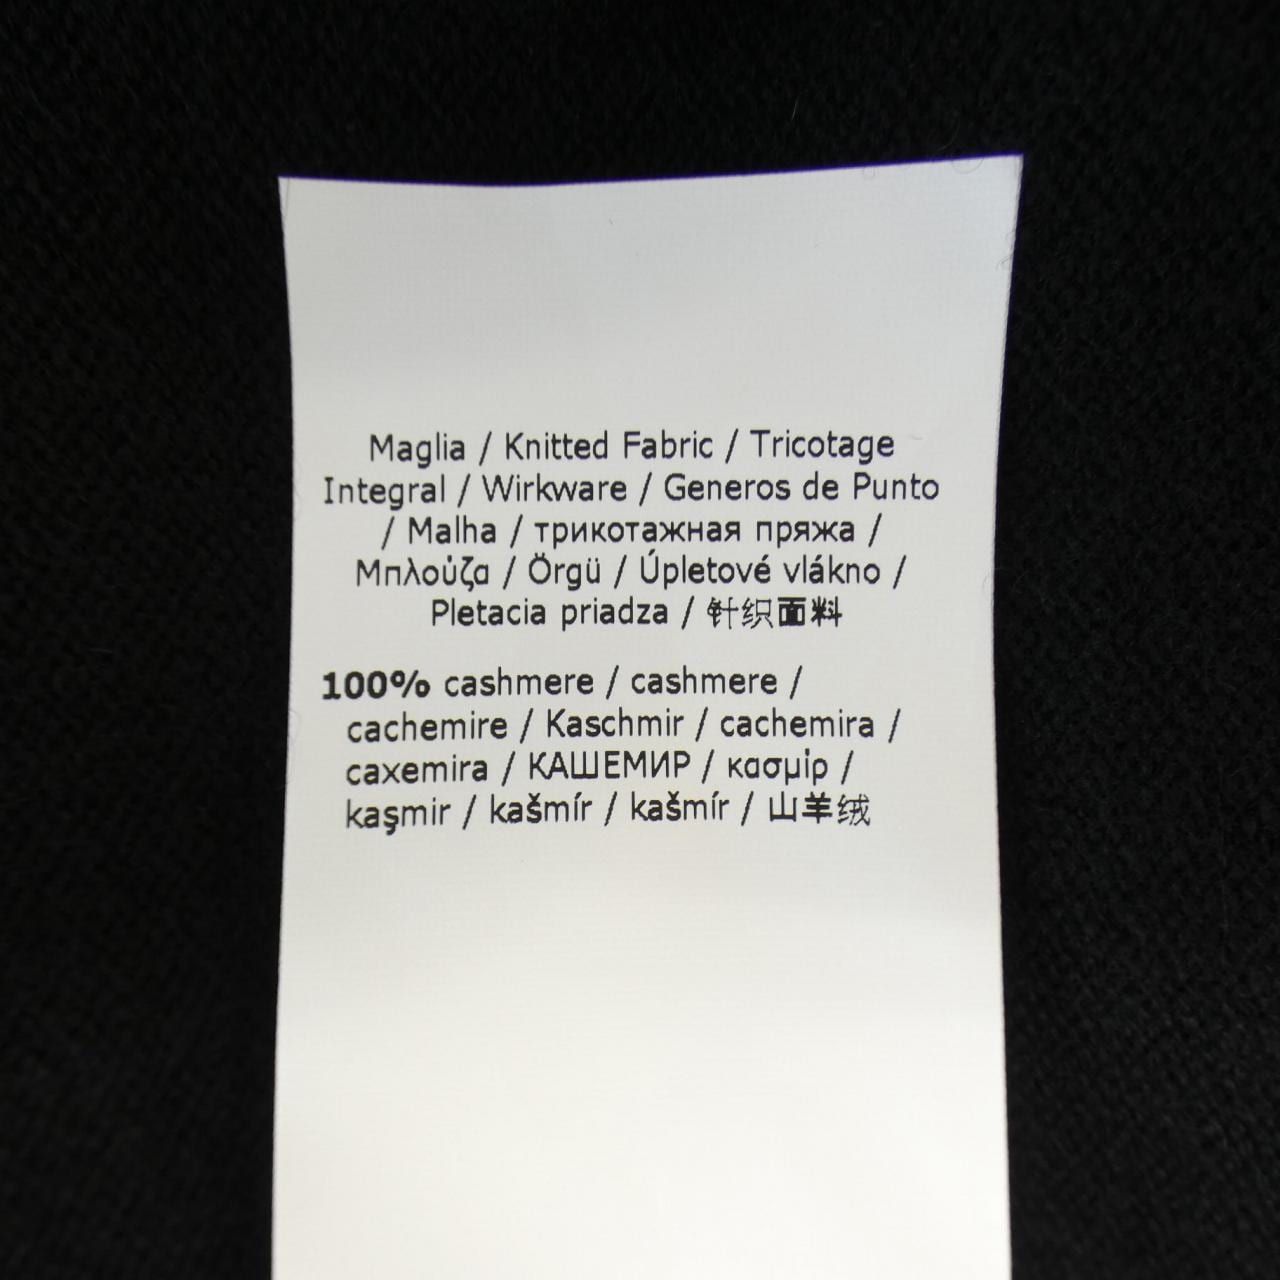 Maglia / Knitted Fabric / Tricotage
Integral / Wirkware / Generos de Punto
/ Malha / трикотажная пряжа /
Μπλούζα / Örgü / Úpletové vlákno /
Pletacia priadza / 针织面料
100% cashmere / cashmere /
cachemire / Kaschmir / cachemira /
caxemira / КАШЕМИР / κασμίρ /
kaşmir / kašmír / kašmír / 山羊绒